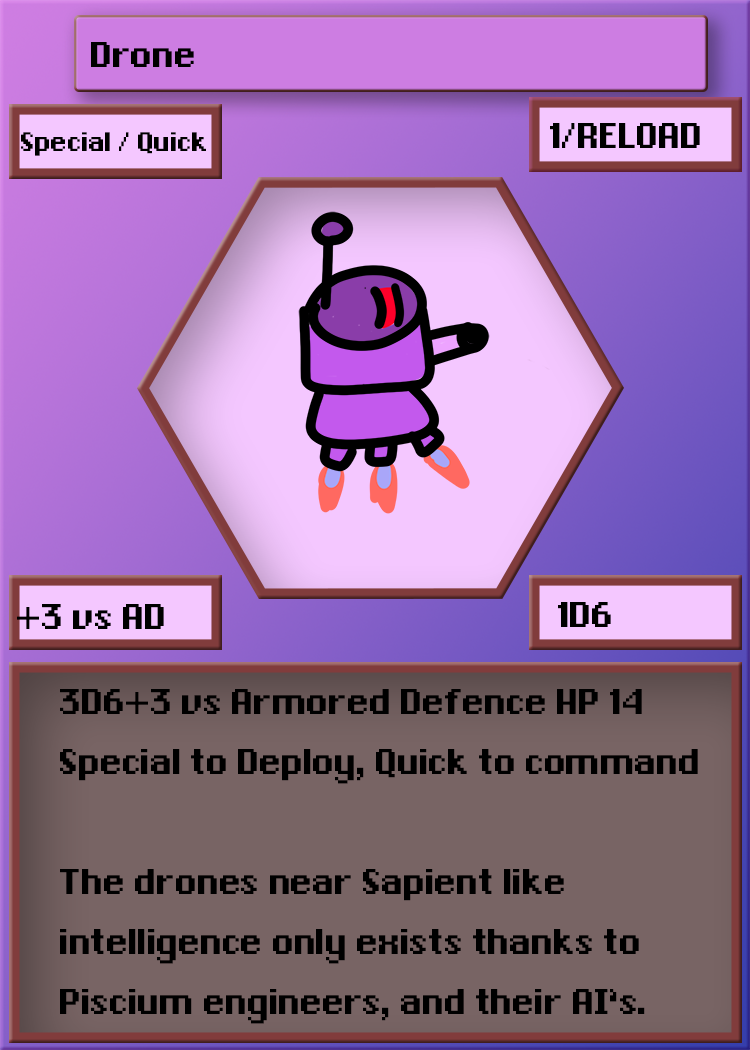 Drone
Special / Quick
1/RELOAD
+3 vs AD
1D6
3D6+3 vs Armored Defence HP 14
Special to Deploy, Quick to command
The drones near Sapient like
intelligence only exists thanks to
Piscium engineers, and their AI's.